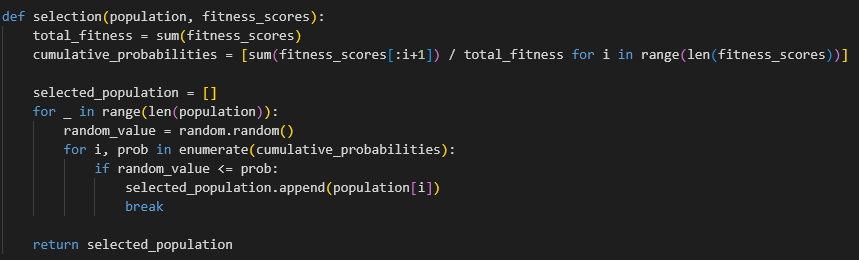 def selection(population, fitness_scores):
    total_fitness = sum(fitness_scores)
    cumulative_probabilities = [sum(fitness_scores[:i+1]) / total_fitness for i in range(len(fitness_scores))]

    selected_population = []
    for _ in range(len(population)):
        random_value = random.random()
        for i, prob in enumerate(cumulative_probabilities):
            if random_value <= prob:
                selected_population.append(population[i])
                break

    return selected_population